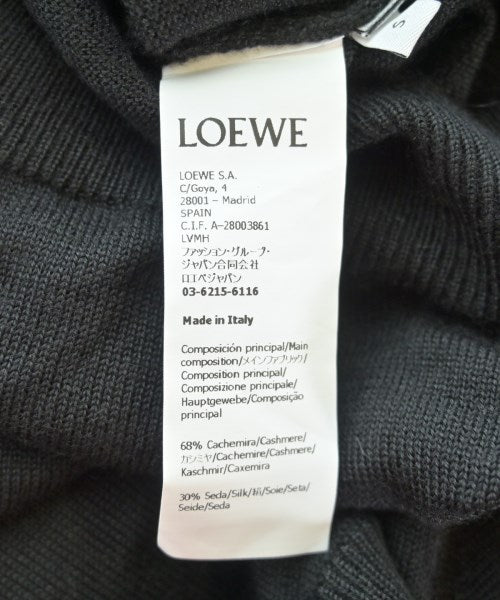 S
LOEWE
LOEWE S.A.
C/Goya, 4
28001 - Madrid
SPAIN
C.I.F. A-28003861
LVMH
ファッション・グループ・
ジャパン合同会社
ロエベジャパン
03-6215-6116
Made in Italy
Composición principal/Main
composition/メインファブリック/
Composition principal/
Composizione principale/
Hauptgewebe/Composição
principal
68% Cachemira/Cashmere/
カシミヤ/Cachemire/Cashmere/
Kaschmir/Caxemira
30% Seda/Silk/絹/Soie/Seta/
Seide/Seda